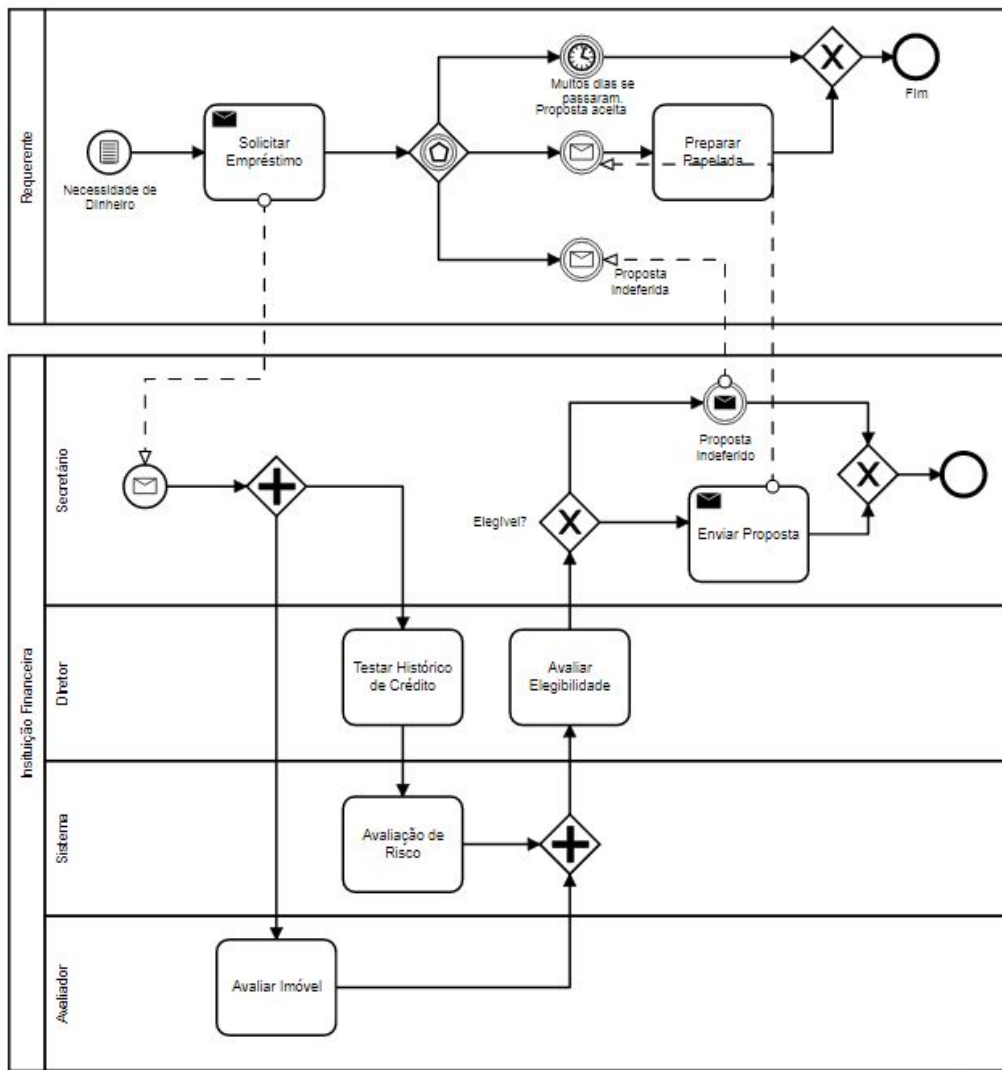 Requerente
Necessidade de
Dinheiro
Solicitar
Empréstimo
Muitos dias se
passaram.
Proposta aceita
Preparar
Papelada
Fim
Proposta
Indeferida
Insituição Financeira
Secretário
Elegível?
Proposta
Indeferido
Enviar Proposta
Diretor
Testar Histórico
de Crédito
Avaliar
Elegibilidade
Sistema
Avaliação de
Risco
Avaliador
Avaliar Imóvel